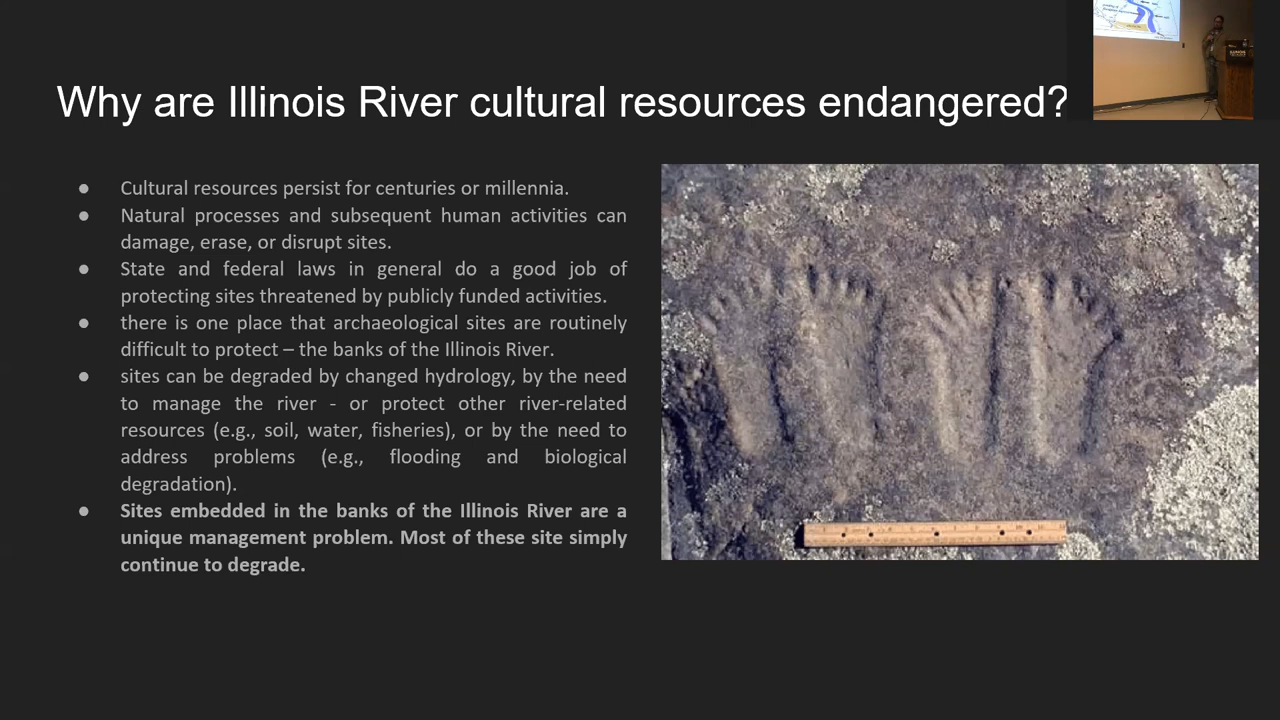 Why are Illinois River cultural resources endangered?
● Cultural resources persist for centuries or millennia.
● Natural processes and subsequent human activities can
damage, erase, or disrupt sites.
● State and federal laws in general do a good job of
protecting sites threatened by publicly funded activities.
● there is one place that archaeological sites are routinely
difficult to protect – the banks of the Illinois River.
● sites can be degraded by changed hydrology, by the need
to manage the river - or protect other river-related
resources (e.g., soil, water, fisheries), or by the need to
address problems (e.g., flooding and biological
degradation).
● Sites embedded in the banks of the Illinois River are a
unique management problem. Most of these site simply
continue to degrade.
ILLINOIS